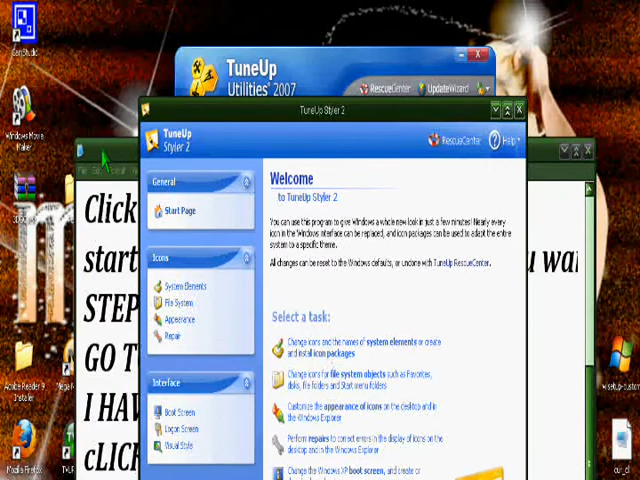 TuneUp
Utilities 2007
RescueCenter
UpdateWizard
TuneUp Styler 2
TuneUp
Styler 2
RescueCenter
Help
General
Start Page
Icons
System Elements
File System
Appearance
Repair
Interface
Boot Screen
Logon Screen
Visual Style
Welcome
to TuneUp Styler 2
You can use this program to give Windows a whole new look in just a few minutes! Nearly every
icon in the Windows interface can be replaced, and icon packages can be used to adapt the entire
system to a specific theme.
All changes can be reset to the Windows defaults, or undone with TuneUp RescueCenter.
Select a task:
Change icons and the names of system elements or create
and install icon packages
Change icons for file system objects such as Favorites,
disks, file folders and Start menu folders
Customize the appearance of icons on the desktop and in
the Windows Explorer
Perform repairs to correct errors in the display of icons on the
desktop and in the Windows Explorer
Change the Windows XP boot screen, and create or
Click
start
STEP
GO T
I HAV
cLICK
u wan
GenStudio
Windows Movie
Maker
Adobe Reader 9
Installer
Mozilla Firefox